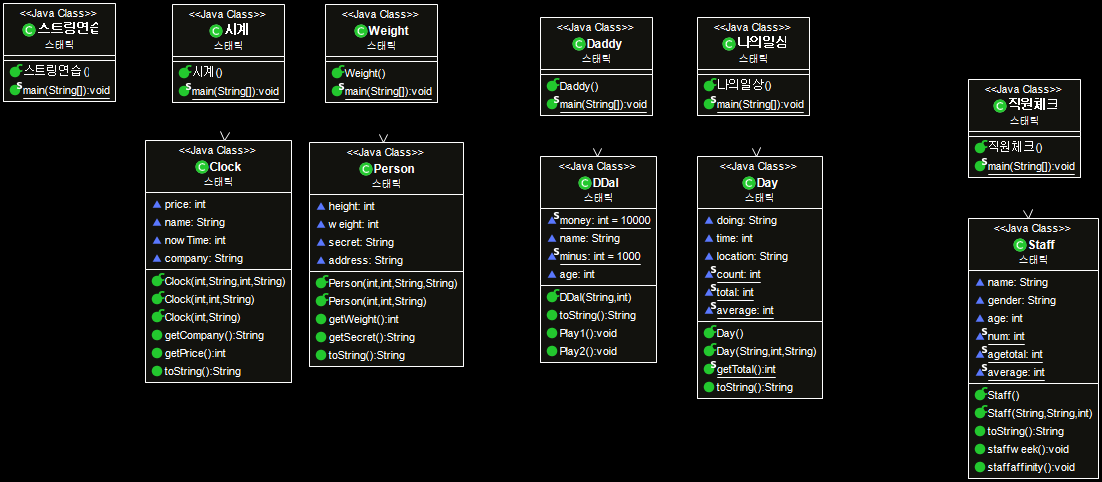 <<Java Class>>
스트링연습
스태틱
스트링연습()
main(String[]):void
<<Java Class>>
시계
스태틱
시계()
main(String[]):void
<<Java Class>>
Weight
스태틱
Weight()
main(String[]):void
<<Java Class>>
Daddy
스태틱
Daddy()
main(String[]):void
<<Java Class>>
나의일상
스태틱
나의일상()
main(String[]):void
<<Java Class>>
직원체크
스태틱
직원체크()
main(String[]):void
<<Java Class>>
Clock
스태틱
price: int
name: String
nowTime: int
company: String
Clock(int,String,int,String)
Clock(int,int,String)
Clock(int,String)
getCompany():String
getPrice():int
toString():String
<<Java Class>>
Person
스태틱
height: int
weight: int
secret: String
address: String
Person(int,int,String,String)
Person(int,int,String)
getWeight():int
getSecret():String
toString():String
<<Java Class>>
DDal
스태틱
money: int = 10000
name: String
minus: int = 1000
age: int
DDal(String,int)
toString():String
Play1():void
Play2():void
<<Java Class>>
Day
스태틱
doing: String
time: int
location: String
count: int
total: int
average: int
Day()
Day(String,int,String)
getTotal():int
toString():String
<<Java Class>>
Staff
스태틱
name: String
gender: String
age: int
num: int
agetotal: int
average: int
Staff()
Staff(String,String,int)
toString():String
staffweek():void
staffaffinity():void